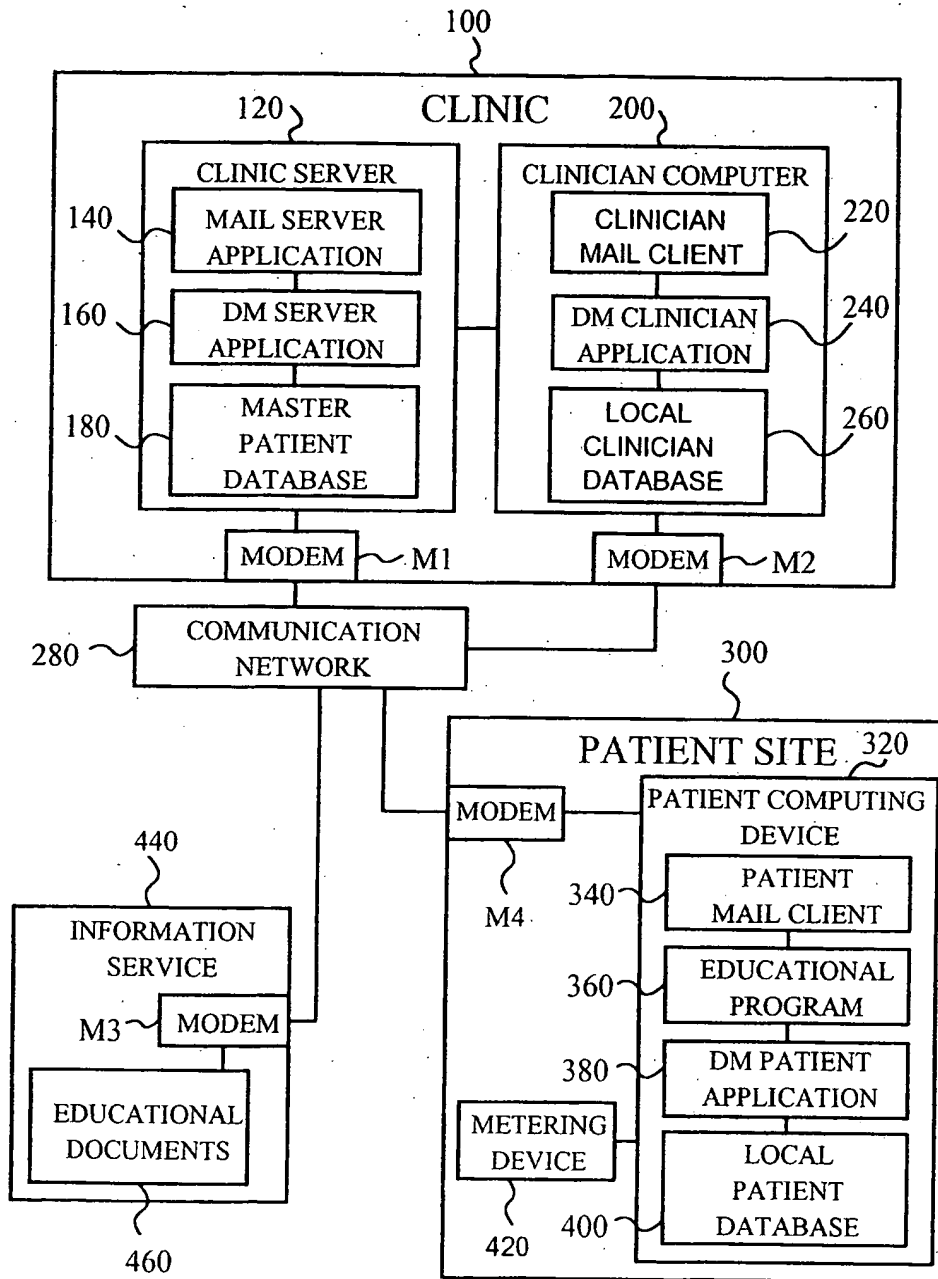 100
CLINIC
120
200
CLINIC SERVER
CLINICIAN COMPUTER
140
MAIL SERVER
APPLICATION
CLINICIAN
MAIL CLIENT
220
160
DM SERVER
APPLICATION
DM CLINICIAN
APPLICATION
240
180
MASTER
PATIENT
DATABASE
LOCAL
CLINICIAN
DATABASE
260
MODEM
M1
MODEM
M2
280
COMMUNICATION
NETWORK
300
PATIENT SITE
320
MODEM
M4
PATIENT COMPUTING
DEVICE
340
PATIENT
MAIL CLIENT
360
EDUCATIONAL
PROGRAM
380
DM PATIENT
APPLICATION
METERING
DEVICE
420
400
LOCAL
PATIENT
DATABASE
440
INFORMATION
SERVICE
M3
MODEM
EDUCATIONAL
DOCUMENTS
460